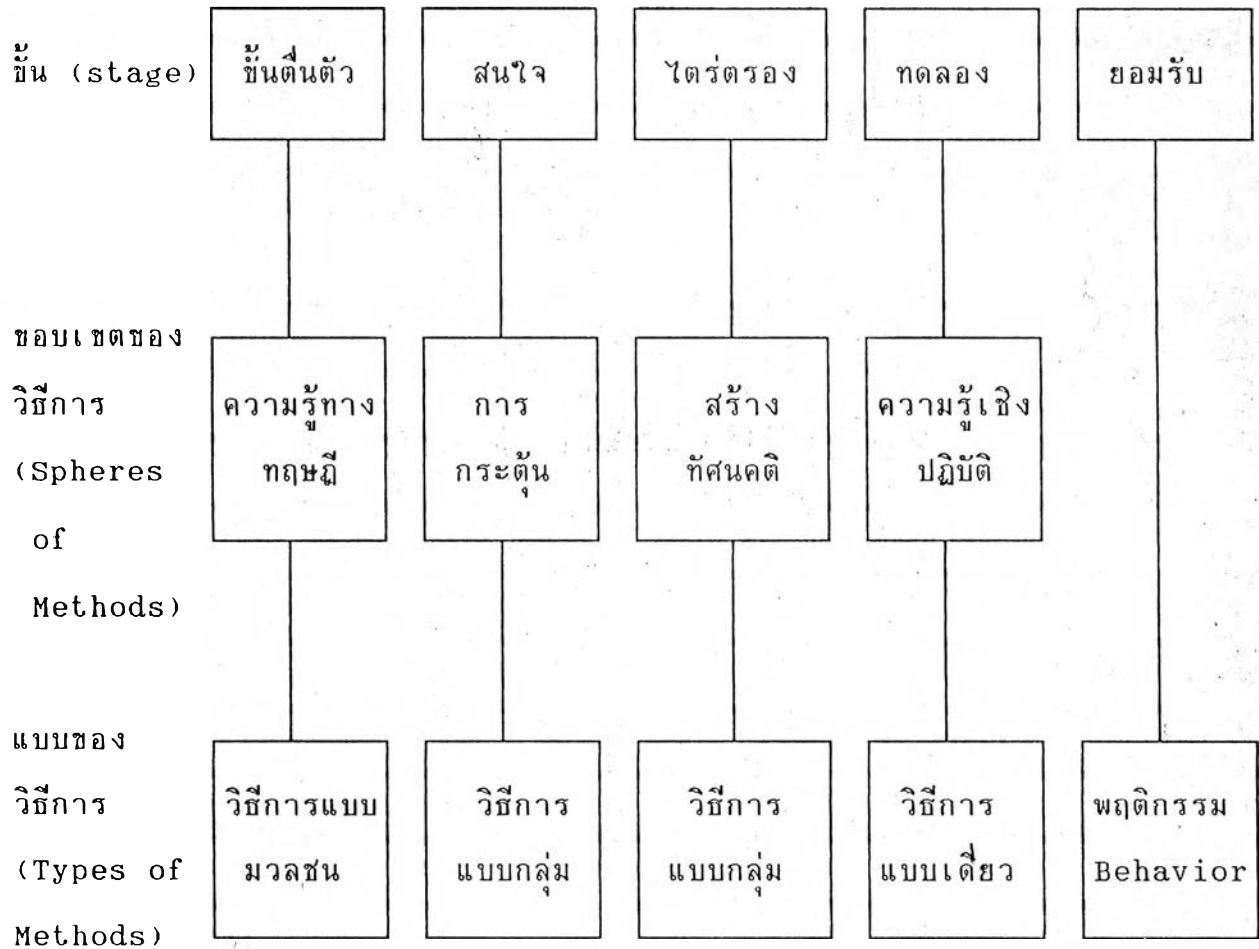 ขั้น (stage)
ขั้นตื่นตัว
สนใจ
ไตร่ตรอง
ทดลอง
ยอมรับ
ขอบเขตของ
วิธีการ
(Spheres
of
Methods)
ความรู้ทาง
ทฤษฎี
การ
กระตุ้น
สร้าง
ทัศนคติ
ความรู้เชิง
ปฏิบัติ
แบบของ
วิธีการ
(Types of
Methods)
วิธีการแบบ
มวลชน
วิธีการ
แบบกลุ่ม
วิธีการ
แบบกลุ่ม
วิธีการ
แบบเดี่ยว
พฤติกรรม
Behavior